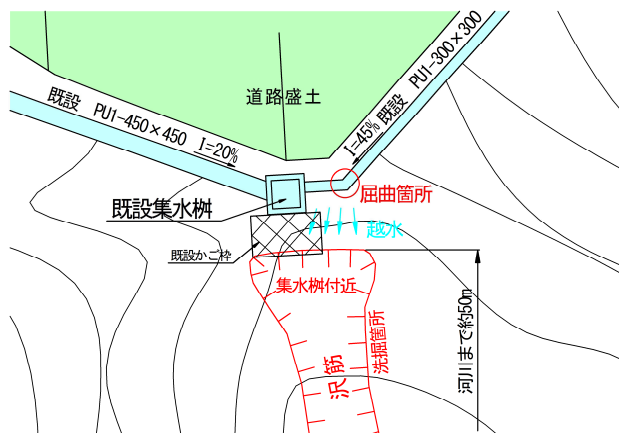 道路盛土
既設 PU1-450×450 I=20%
I=45% 既設 PU1-300×300
屈曲箇所
既設集水桝
越水
既設かご枠
集水桝付近
洗掘箇所
沢筋
河川まで約50m